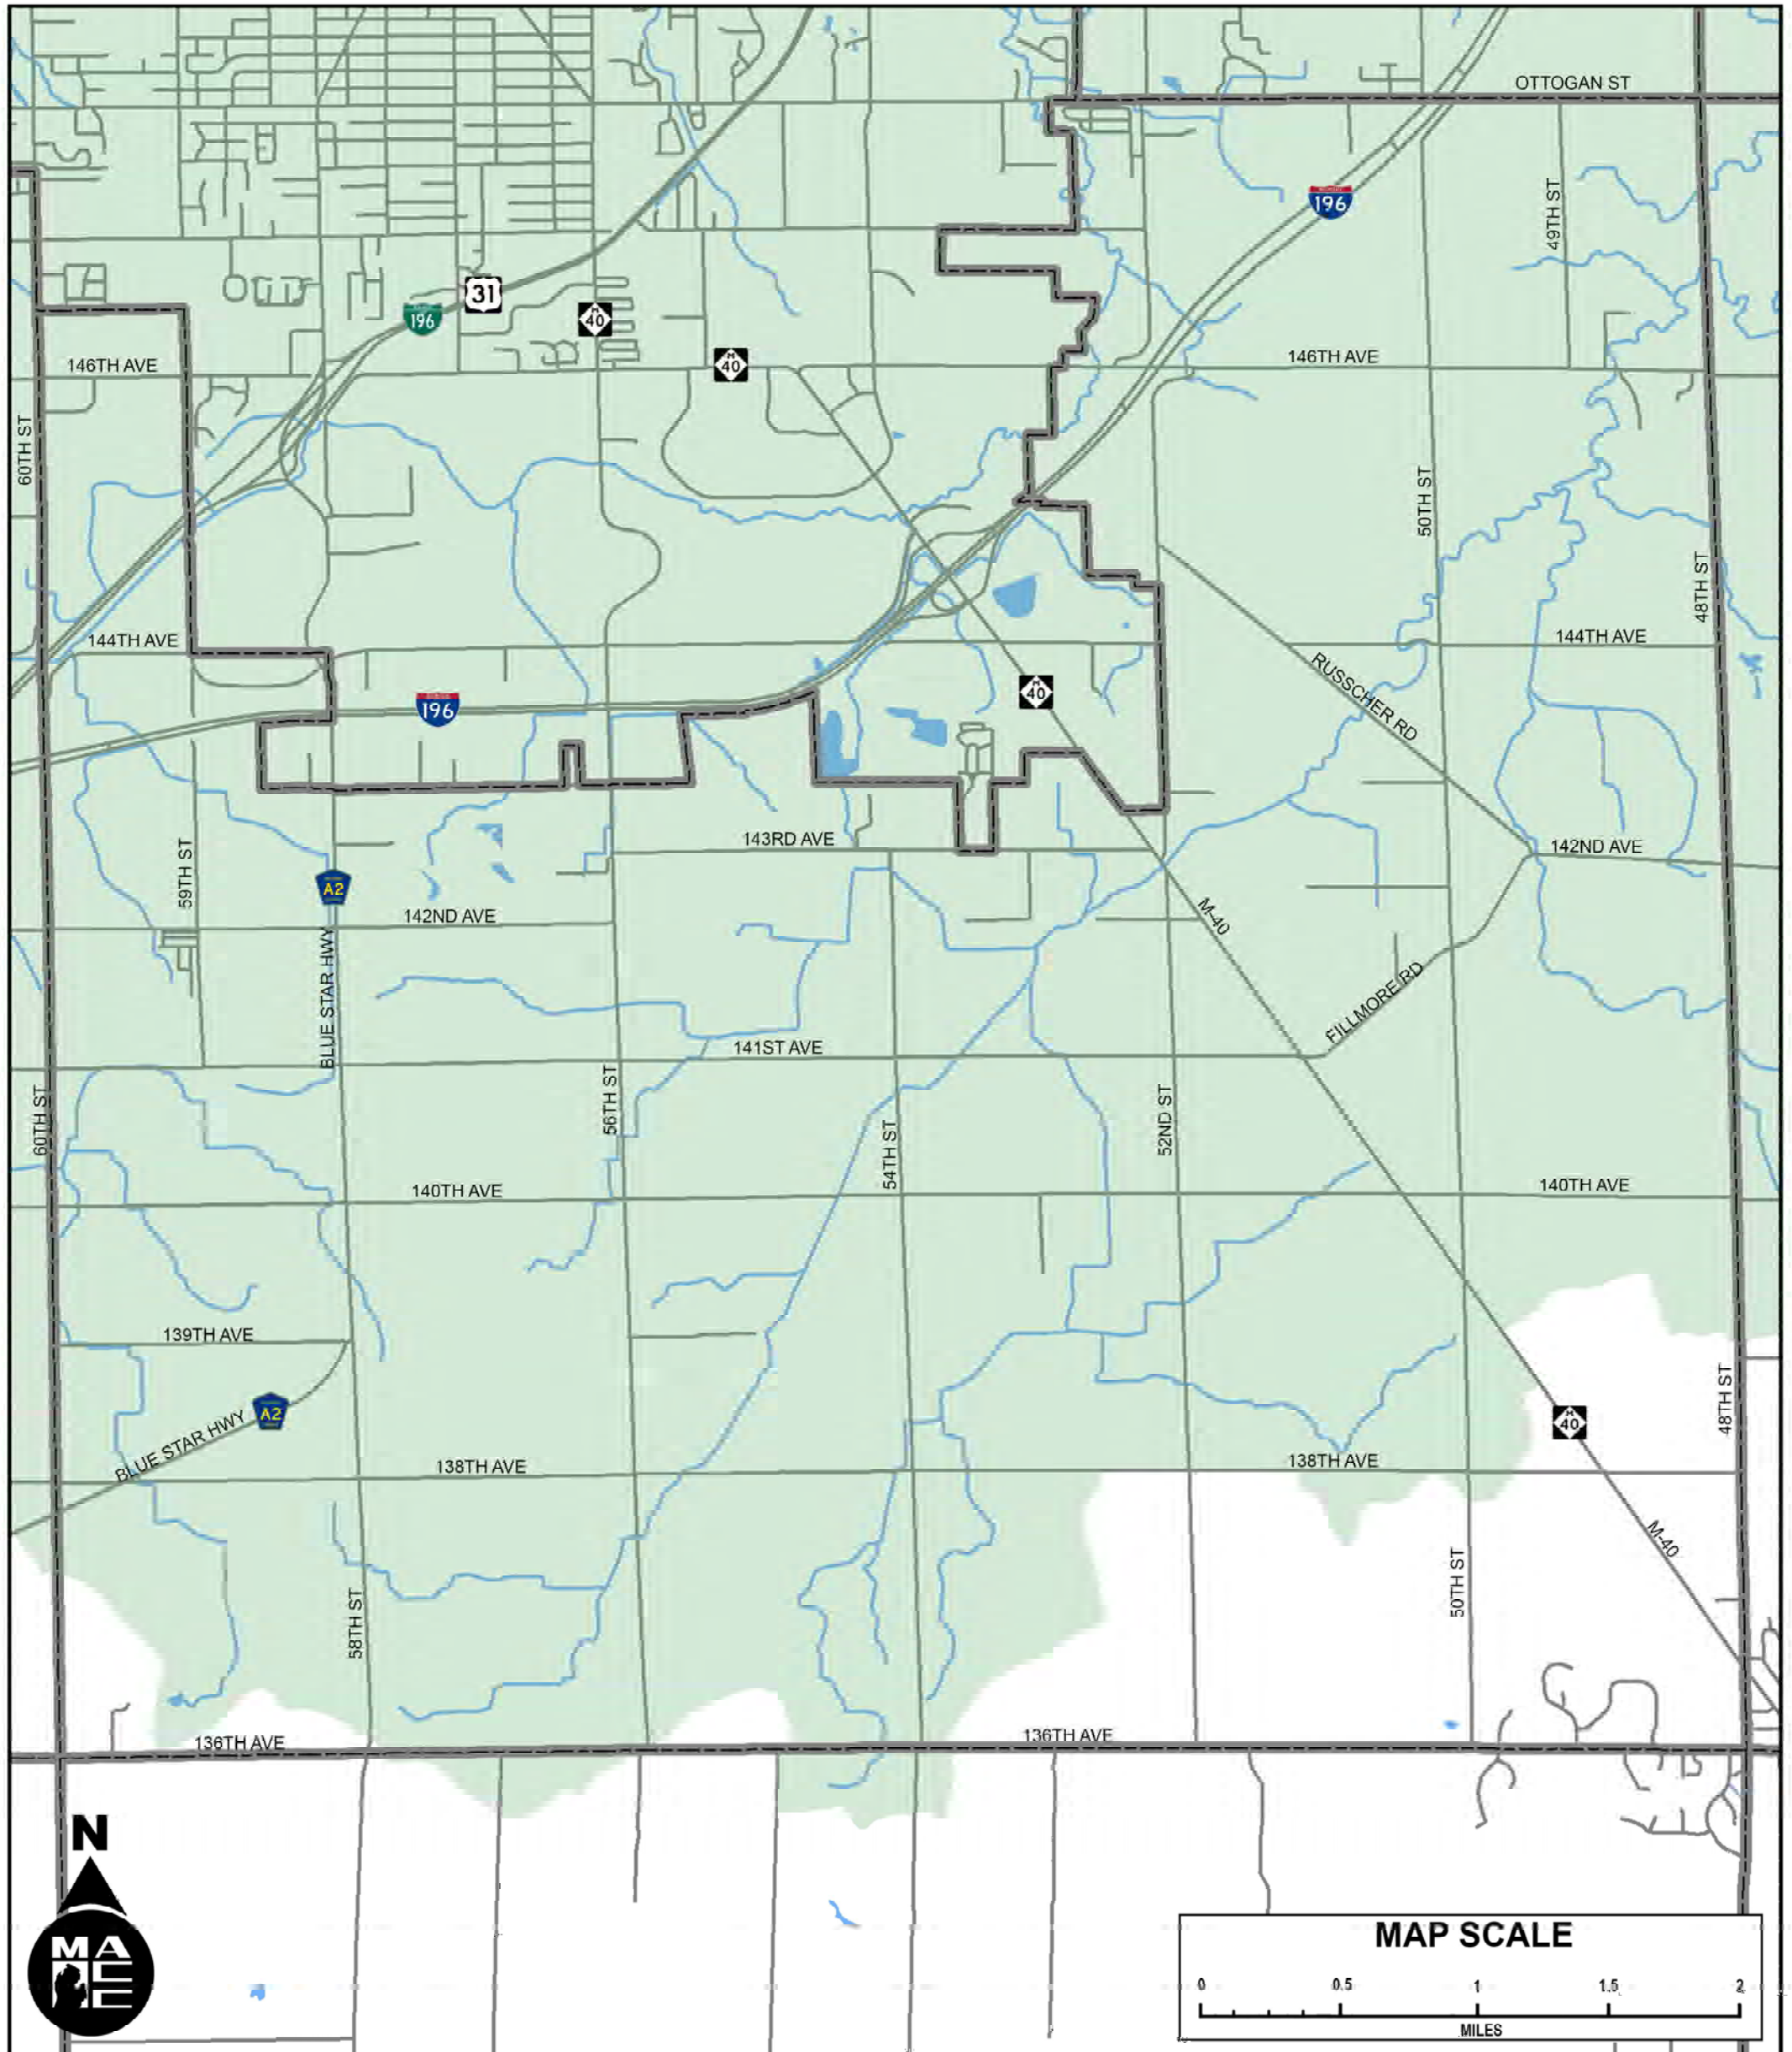 OTTOGAN ST
196
49TH ST
31
196
M
40
M
40
146TH AVE
146TH AVE
60TH ST
50TH ST
48TH ST
144TH AVE
144TH AVE
RUSSCHER RD
M
40
196
143RD AVE
142ND AVE
59TH ST
A2
142ND AVE
M-40
BLUE STAR HWY
FILLMORE RD
141ST AVE
60TH ST
56TH ST
54TH ST
52ND ST
140TH AVE
140TH AVE
139TH AVE
48TH ST
A2
BLUE STAR HWY
M
40
138TH AVE
138TH AVE
M-40
50TH ST
58TH ST
136TH AVE
136TH AVE
N
MAP SCALE
0 0.5 1 1.5 2
MILES